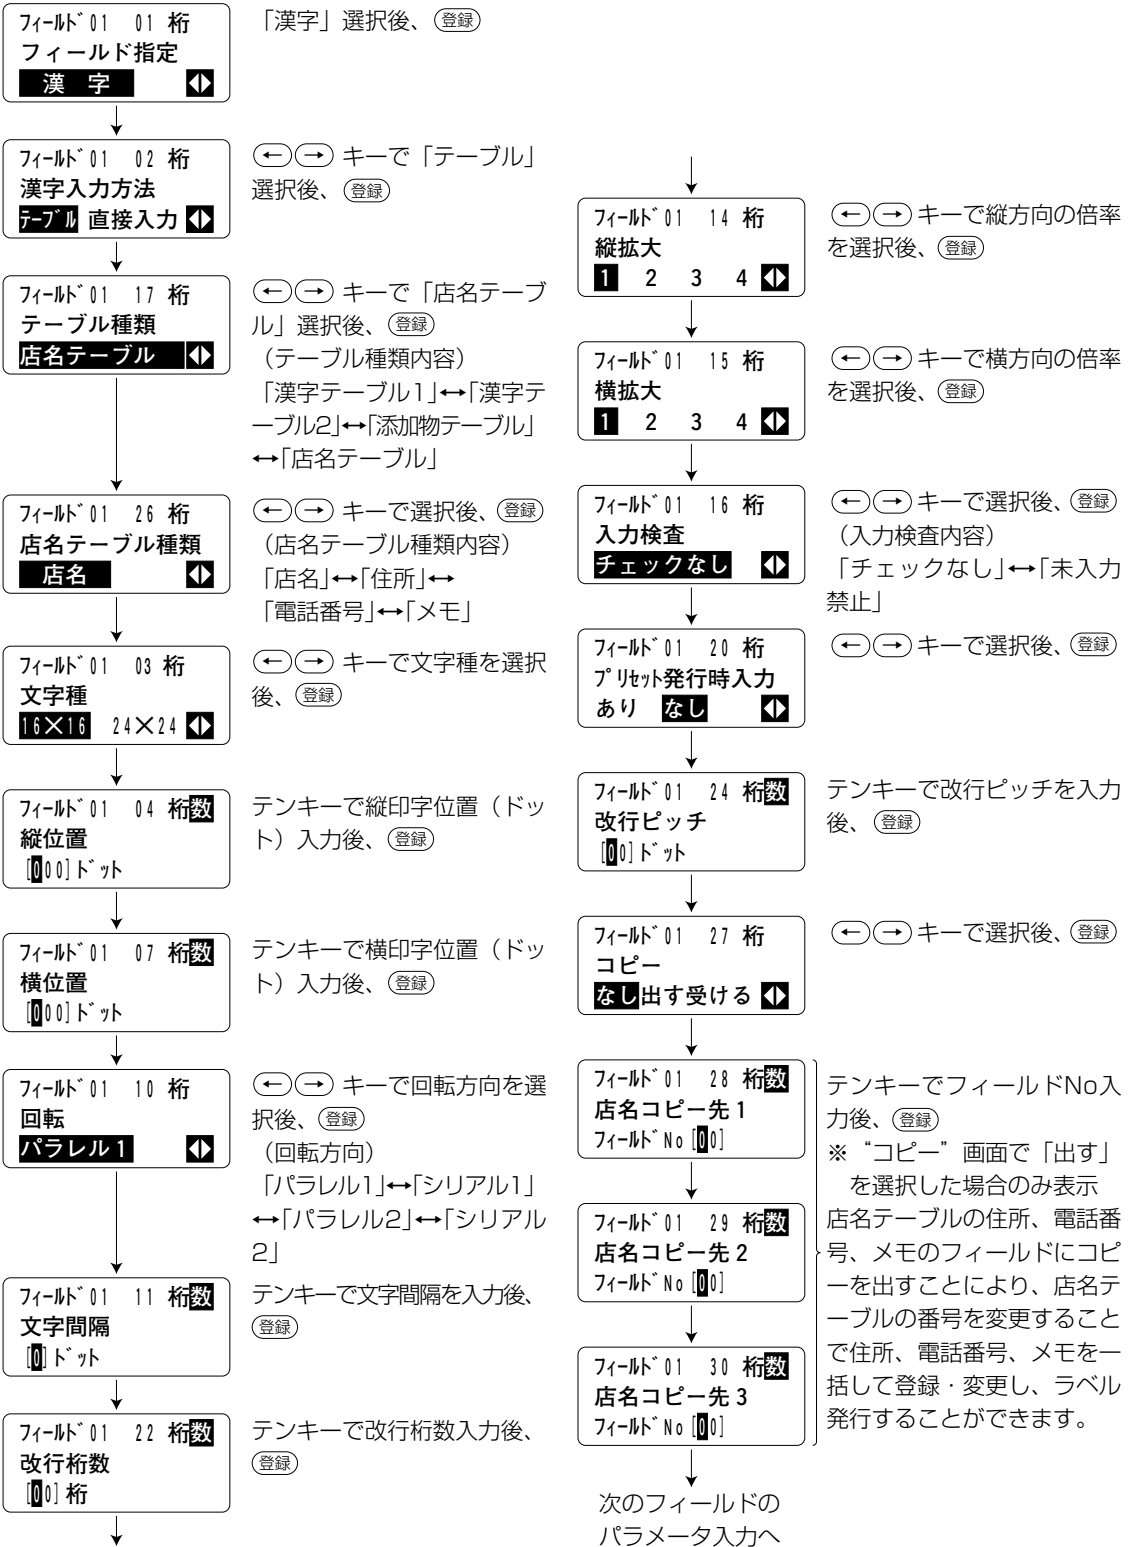 フィールド01 01 桁
フィールド指定
漢 字
「漢字」選択後、登録
フィールド01 02 桁
漢字入力方法
テーブル 直接入力
←→ キーで「テーブル」
選択後、登録
フィールド01 17 桁
テーブル種類
店名テーブル
←→ キーで「店名テーブ
ル」選択後、登録
(テーブル種類内容)
「漢字テーブル1」↔「漢字テ
ーブル2」↔「添加物テーブル」
↔「店名テーブル」
フィールド01 26 桁
店名テーブル種類
店名
←→ キーで選択後、登録
(店名テーブル種類内容)
「店名」↔「住所」↔
「電話番号」↔「メモ」
フィールド01 03 桁
文字種
16×16 24×24
←→ キーで文字種を選択
後、登録
フィールド01 04 桁数
縦位置
[000]ドット
テンキーで縦印字位置(ドッ
ト)入力後、登録
フィールド01 07 桁数
横位置
[000]ドット
テンキーで横印字位置(ドッ
ト)入力後、登録
フィールド01 10 桁
回転
パラレル1
←→ キーで回転方向を選
択後、登録
(回転方向)
「パラレル1」↔「シリアル1」
↔「パラレル2」↔「シリアル
2」
フィールド01 11 桁数
文字間隔
[0]ドット
テンキーで文字間隔を入力後、
登録
フィールド01 22 桁数
改行桁数
[00]桁
テンキーで改行桁数入力後、
登録
フィールド01 14 桁
縦拡大
1 2 3 4
←→ キーで縦方向の倍率
を選択後、登録
フィールド01 15 桁
横拡大
1 2 3 4
←→ キーで横方向の倍率
を選択後、登録
フィールド01 16 桁
入力検査
チェックなし
←→ キーで選択後、登録
(入力検査内容)
「チェックなし」↔「未入力
禁止」
フィールド01 20 桁
プリセット発行時入力
あり なし
←→ キーで選択後、登録
フィールド01 24 桁数
改行ピッチ
[00]ドット
テンキーで改行ピッチを入力
後、登録
フィールド01 27 桁
コピー
なし出す受ける
←→ キーで選択後、登録
フィールド01 28 桁数
店名コピー先1
フィールドNo[00]
フィールド01 29 桁数
店名コピー先2
フィールドNo[00]
フィールド01 30 桁数
店名コピー先3
フィールドNo[00]
テンキーでフィールドNo入
力後、登録
※“コピー”画面で「出す」
を選択した場合のみ表示
店名テーブルの住所、電話番
号、メモのフィールドにコピ
ーを出すことにより、店名テ
ーブルの番号を変更すること
で住所、電話番号、メモを一
括して登録・変更し、ラベル
発行することができます。
次のフィールドの
パラメータ入力へ